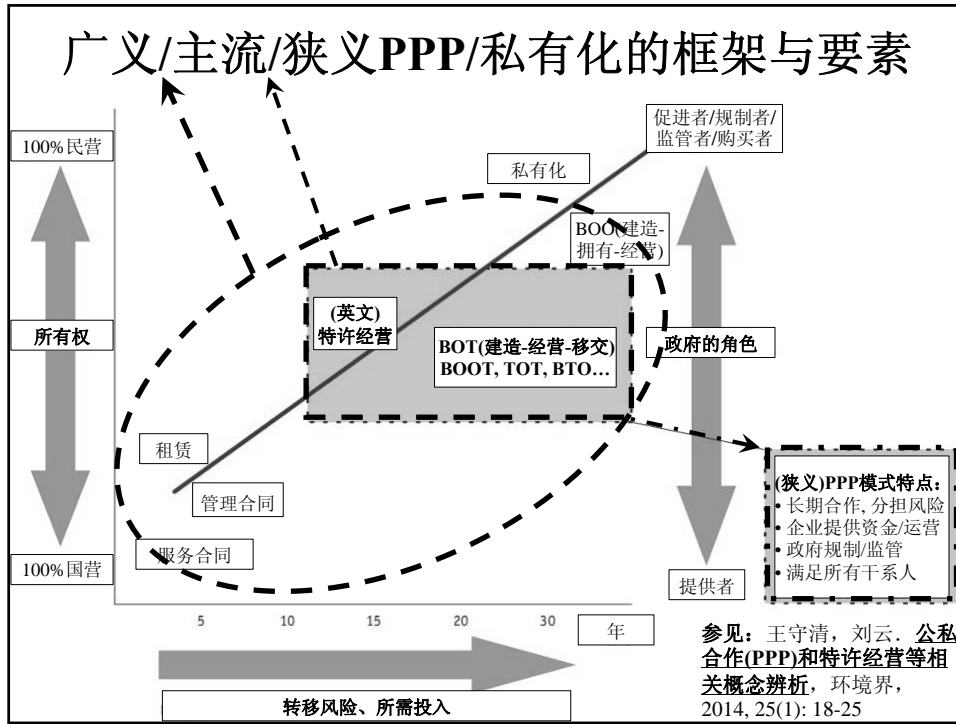 广义/主流/狭义PPP/私有化的框架与要素
促进者/规制者/
监管者/购买者
100%民营
私有化
BOO(建造-
拥有-经营)
(英文)
特许经营
所有权
BOT(建造-经营-移交)
BOOT, TOT, BTO…
政府的角色
租赁
管理合同
服务合同
100%国营
提供者
(狭义)PPP模式特点：
• 长期合作, 分担风险
• 企业提供资金/运营
• 政府规制/监管
• 满足所有干系人
5 10 15 20 30 年
转移风险、所需投入
参见：王守清，刘云．公私
合作(PPP)和特许经营等相
关概念辨析，环境界，
2014, 25(1): 18-25